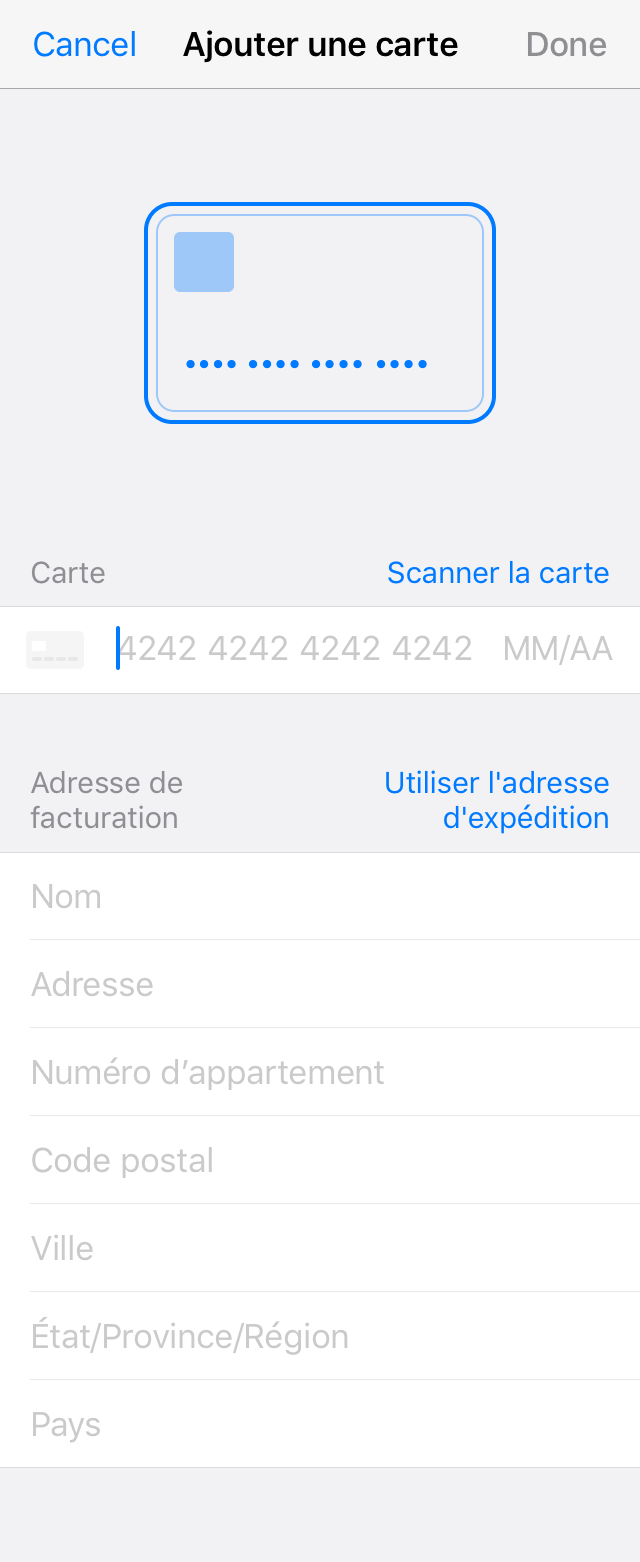 Cancel Ajouter une carte Done
•••• •••• •••• ••••
Carte Scanner la carte
4242 4242 4242 4242 MM/AA
Adresse de Utiliser l'adresse
facturation d'expédition
Nom
Adresse
Numéro d’appartement
Code postal
Ville
État/Province/Région
Pays